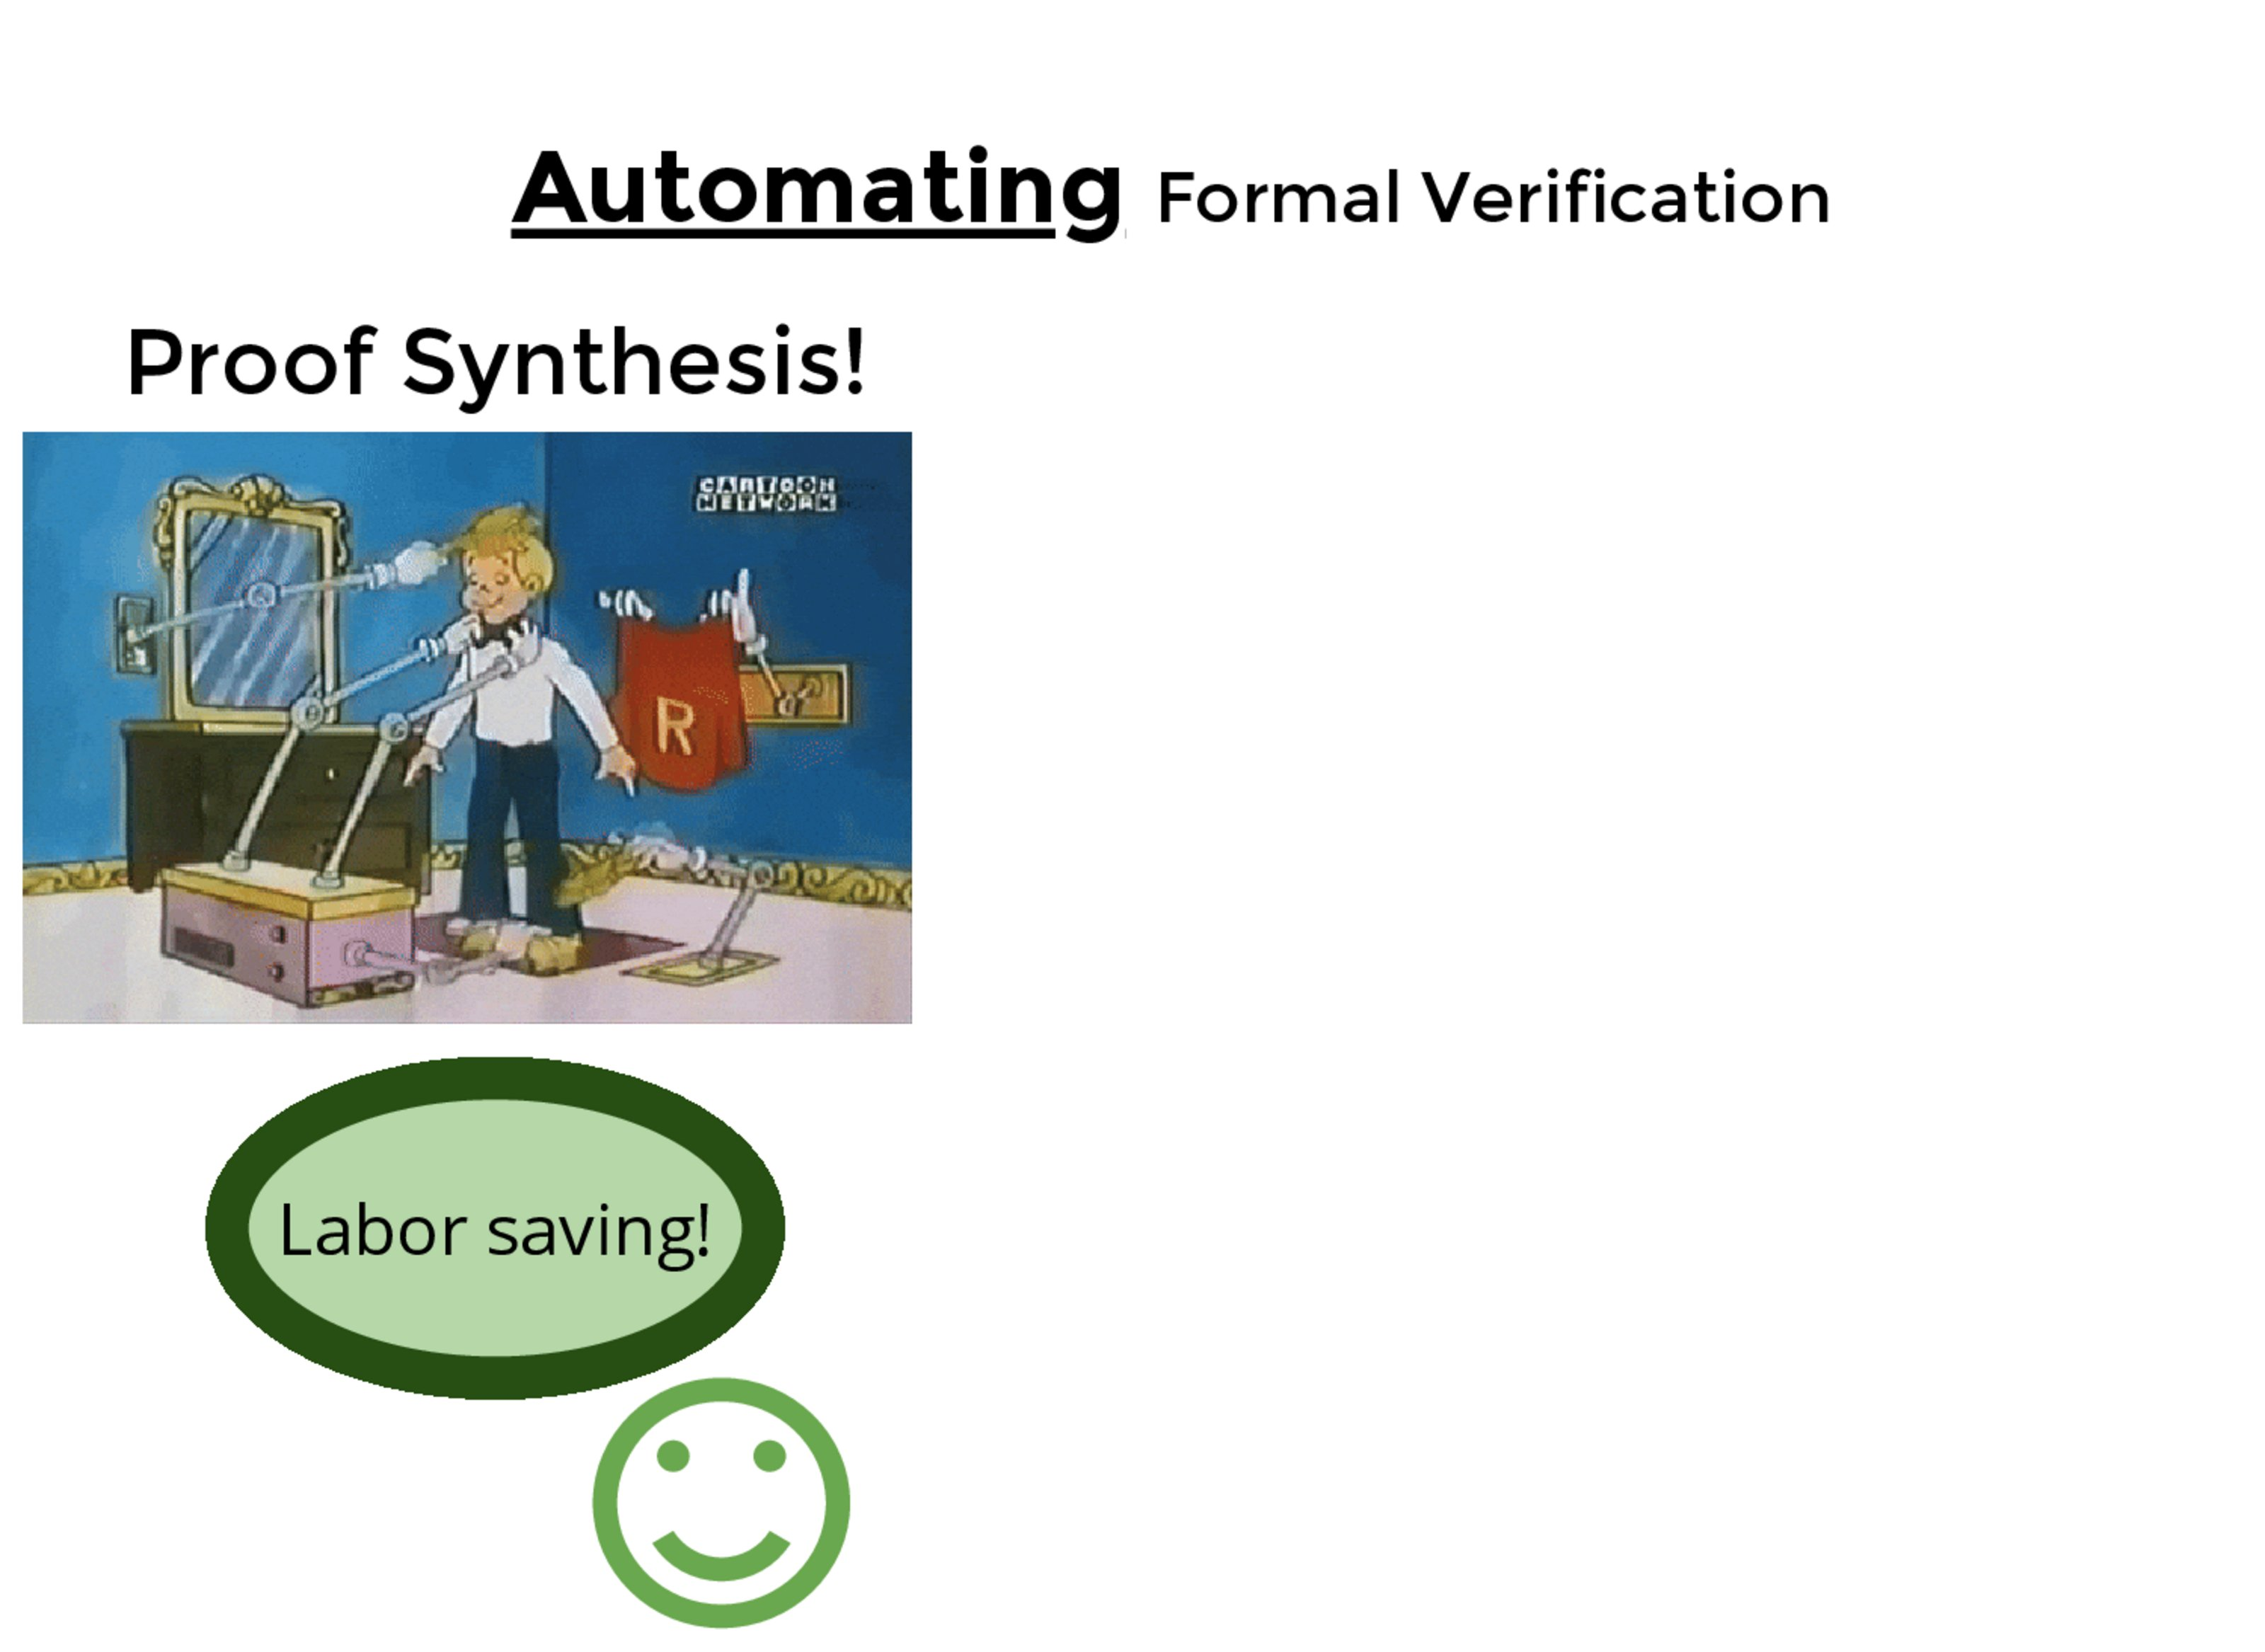 Automating Formal Verification
Proof Synthesis!
CARTOON
NETWORK
R
Labor saving!